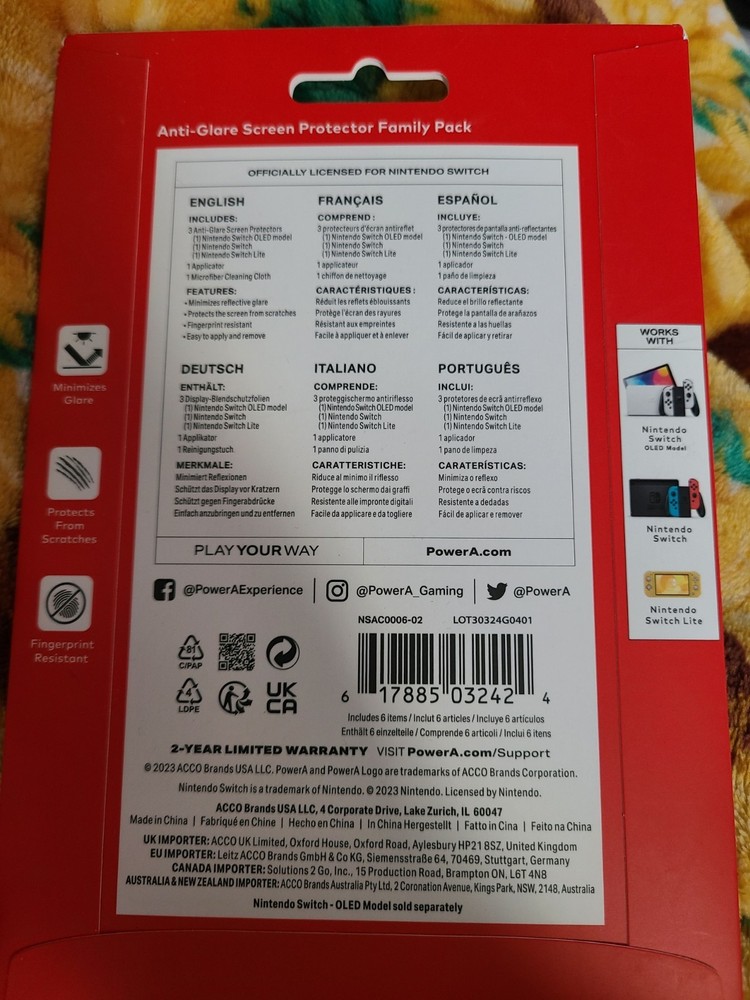 Anti-Glare Screen Protector Family Pack
OFFICIALLY LICENSED FOR NINTENDO SWITCH
ENGLISH
INCLUDES:
3 Anti-Glare Screen Protectors
(1) Nintendo Switch OLED model
(1) Nintendo Switch
(1) Nintendo Switch Lite
1 Applicator
1 Microfiber Cleaning Cloth
FEATURES:
• Minimizes reflective glare
• Protects the screen from scratches
• Fingerprint resistant
• Easy to apply and remove
FRANÇAIS
COMPREND :
3 protecteurs d'écran antireflet
(1) Nintendo Switch OLED model
(1) Nintendo Switch
(1) Nintendo Switch Lite
1 applicateur
1 chiffon de nettoyage
CARACTÉRISTIQUES :
Réduit les reflets éblouissants
Protège l'écran des rayures
Résistant aux empreintes
Facile à appliquer et à enlever
ESPAÑOL
INCLUYE:
3 protectores de pantalla anti-reflectantes
(1) Nintendo Switch - OLED model
(1) Nintendo Switch
(1) Nintendo Switch Lite
1 aplicador
1 paño de limpieza
CARACTERÍSTICAS:
Reduce el brillo reflectante
Protege la pantalla de arañazos
Resistente a las huellas
Fácil de aplicar y retirar
DEUTSCH
ENTHÄLT:
3 Display-Blendschutzfolien
(1) Nintendo Switch OLED model
(1) Nintendo Switch
(1) Nintendo Switch Lite
1 Applikator
1 Reinigungstuch
MERKMALE:
Minimiert Reflexionen
Schützt das Display vor Kratzern
Schützt gegen Fingerabdrücke
Einfach anzubringen und zu entfernen
ITALIANO
COMPRENDE:
3 proteggischermo antiriflesso
(1) Nintendo Switch OLED model
(1) Nintendo Switch
(1) Nintendo Switch Lite
1 applicatore
1 panno di pulizia
CARATTERISTICHE:
Riduce al minimo il riflesso
Protegge lo schermo dai graffi
Resistente alle impronte digitali
Facile da applicare e da togliere
PORTUGUÊS
INCLUI:
3 protetores de ecrã antirreflexo
(1) Nintendo Switch OLED model
(1) Nintendo Switch
(1) Nintendo Switch Lite
1 aplicador
1 pano de limpeza
CARATERÍSTICAS:
Minimiza o reflexo
Protege o ecrã contra riscos
Resistente a dedadas
Fácil de aplicar e remover
PLAY YOUR WAY
PowerA.com
Minimizes
Glare
Protects
From
Scratches
Fingerprint
Resistant
WORKS
WITH
Nintendo
Switch
OLED Model
Nintendo
Switch
Nintendo
Switch Lite
@PowerAExperience
@PowerA_Gaming
@PowerA
NSAC0006-02 LOT30324G0401
81
C/PAP
4
LDPE
UK
CA
6 17885 03242 4
Includes 6 items / Inclut 6 articles / Incluye 6 artículos
Enthält 6 einzelteile / Comprende 6 articoli / Inclui 6 itens
2-YEAR LIMITED WARRANTY VISIT PowerA.com/Support
© 2023 ACCO Brands USA LLC. PowerA and PowerA Logo are trademarks of ACCO Brands Corporation.
Nintendo Switch is a trademark of Nintendo. © 2023 Nintendo. Licensed by Nintendo.
ACCO Brands USA LLC, 4 Corporate Drive, Lake Zurich, IL 60047
Made in China | Fabriqué en Chine | Hecho en China | In China Hergestellt | Fatto in Cina | Feito na China
UK IMPORTER: ACCO UK Limited, Oxford House, Oxford Road, Aylesbury HP21 8SZ, United Kingdom
EU IMPORTER: Leitz ACCO Brands GmbH & Co KG, Siemensstraße 64, 70469, Stuttgart, Germany
CANADA IMPORTER: Solutions 2 Go, Inc., 15 Production Road, Brampton ON, L6T 4N8
AUSTRALIA & NEW ZEALAND IMPORTER: ACCO Brands Australia Pty Ltd, 2 Coronation Avenue, Kings Park, NSW, 2148, Australia
Nintendo Switch - OLED Model sold separately